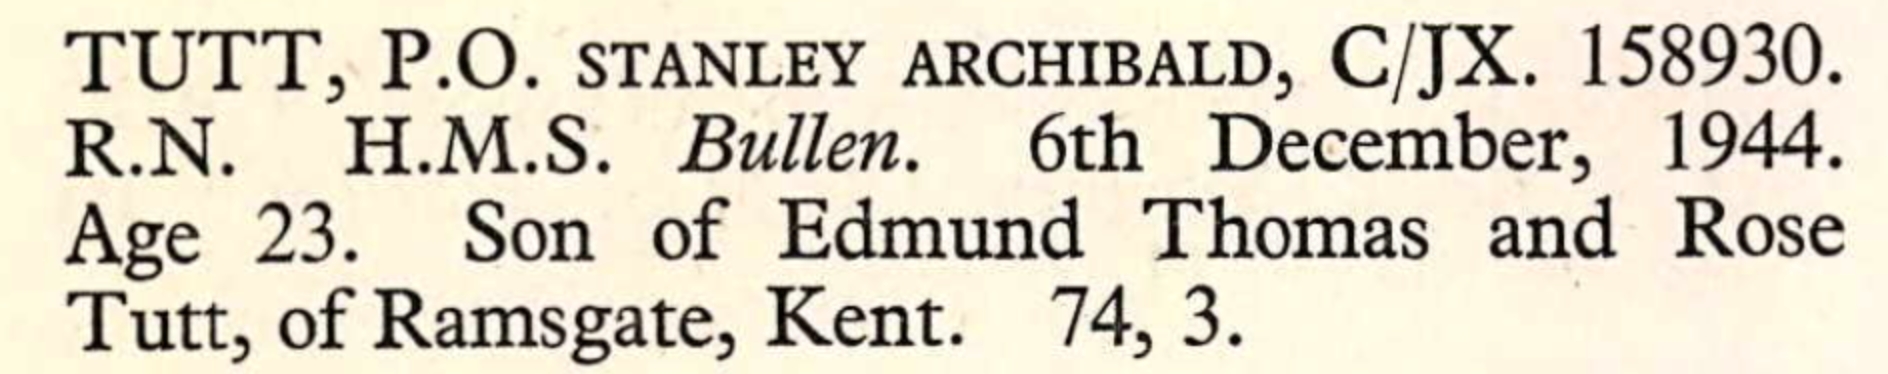 TUTT, P.O. STANLEY ARCHIBALD, C/JX. 158930.
R.N. H.M.S. Bullen. 6th December, 1944.
Age 23. Son of Edmund Thomas and Rose
Tutt, of Ramsgate, Kent. 74, 3.